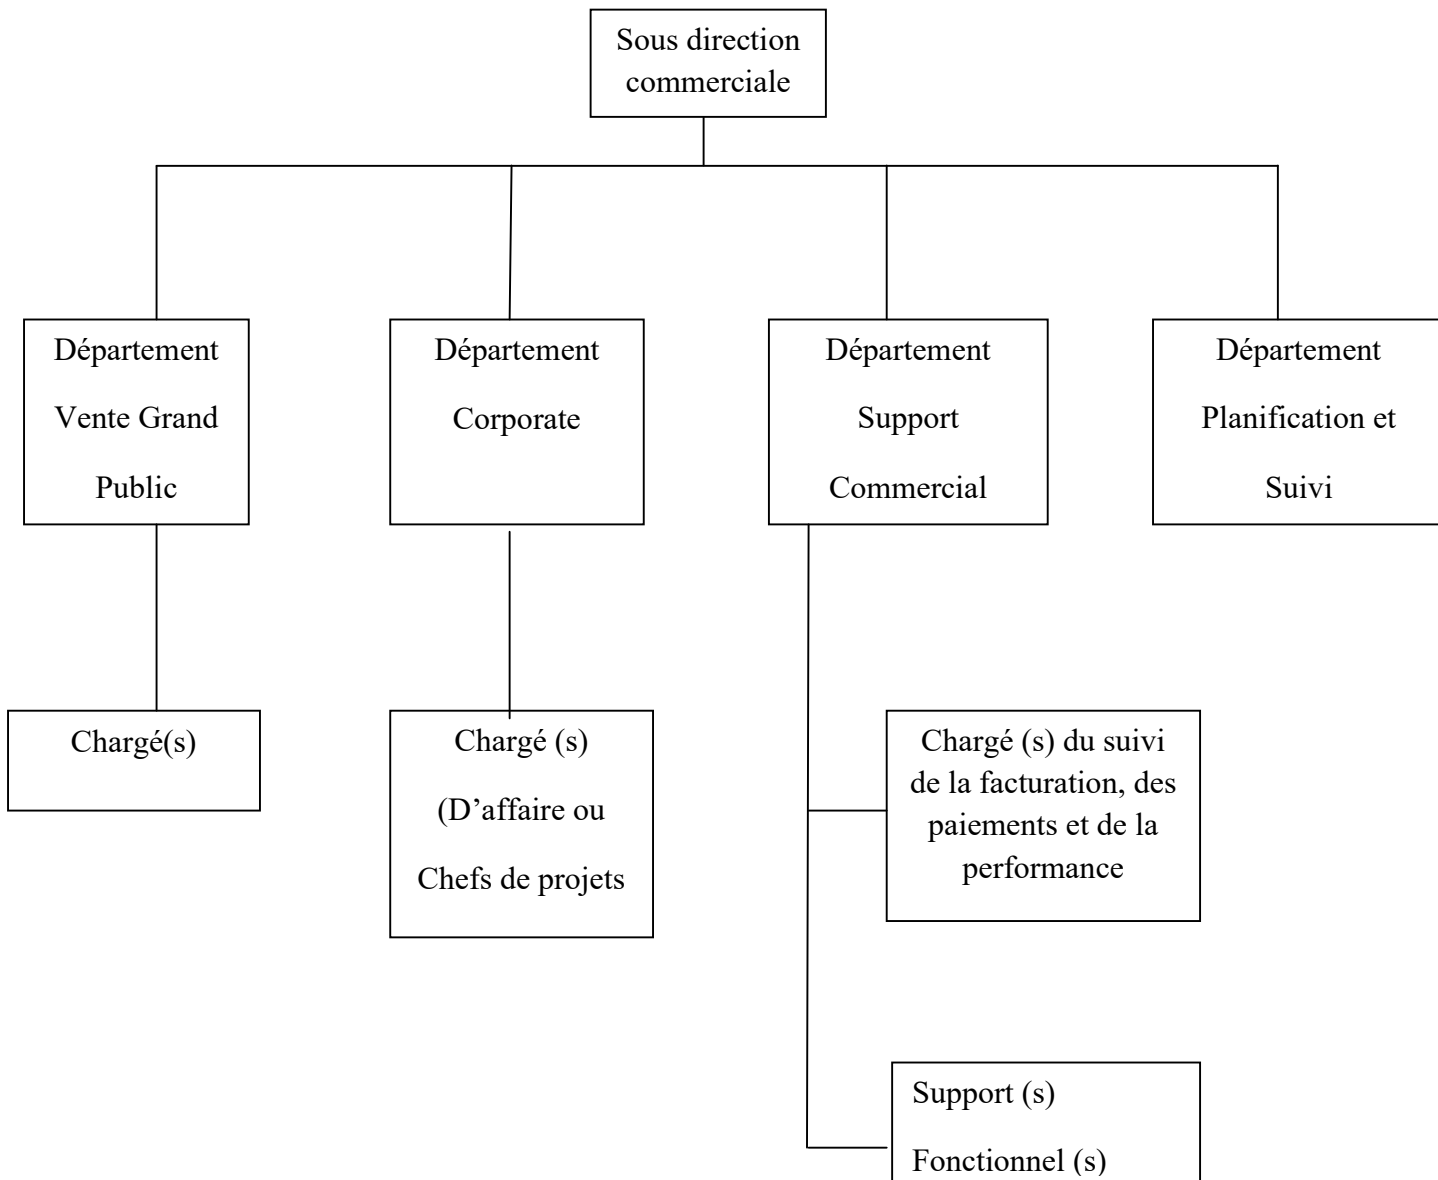 Sous direction
commerciale
Département
Vente Grand
Public
Département
Corporate
Département
Support
Commercial
Département
Planification et
Suivi
Chargé(s)
Chargé (s)
(D’affaire ou
Chefs de projets
Chargé (s) du suivi
de la facturation, des
paiements et de la
performance
Support (s)
Fonctionnel (s)